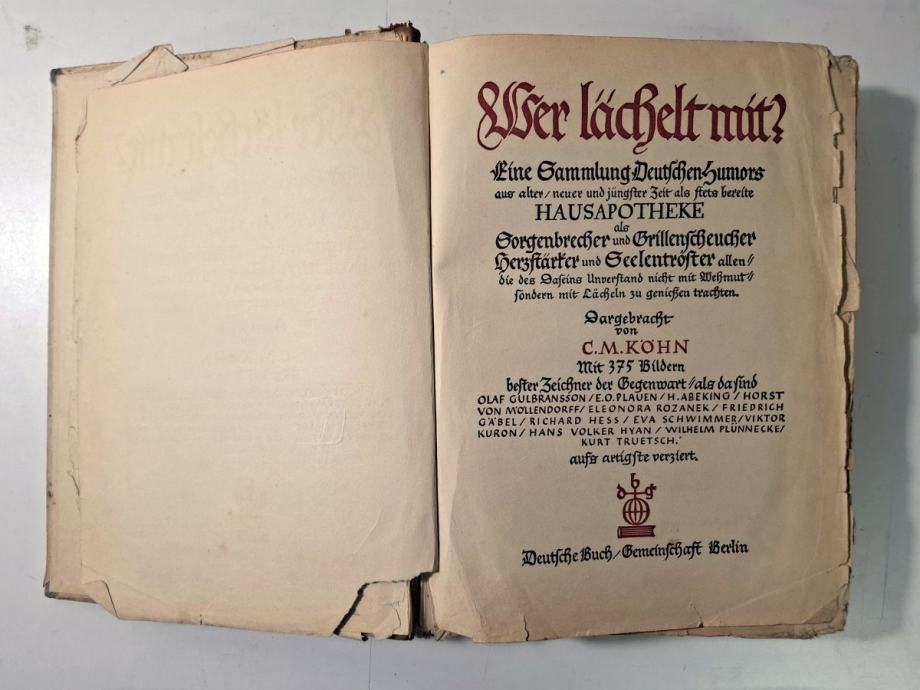 Wer lächelt mit?
Eine Sammlung Deutschen Humors
aus alter / neuer und jüngster Zeit als stets bereite
HAUSAPOTHEKE
als
Sorgenbrecher und Grillenscheucher
Herzstärker und Seelentröster allen //
die des Daseins Unverstand nicht mit Wehmut //
sondern mit Lächeln zu genießen trachten.
Dargebracht
von
C. M. KÖHN
Mit 375 Bildern
bester Zeichner der Gegenwart // als da sind
OLAF GULBRANSSON / E.O. PLAUEN / H. ABEKING / HORST
VON MÖLLENDORFF / ELEONORA ROZANEK / FRIEDRICH
GÄBEL / RICHARD HESS / EVA SCHWIMMER / VIKTOR
KURON / HANS VOLKER HYAN / WILHELM PLÜNNECKE /
KURT TRUETSCH.
aufs artigste verziert.
d b g
Deutsche Buch / Gemeinschaft Berlin